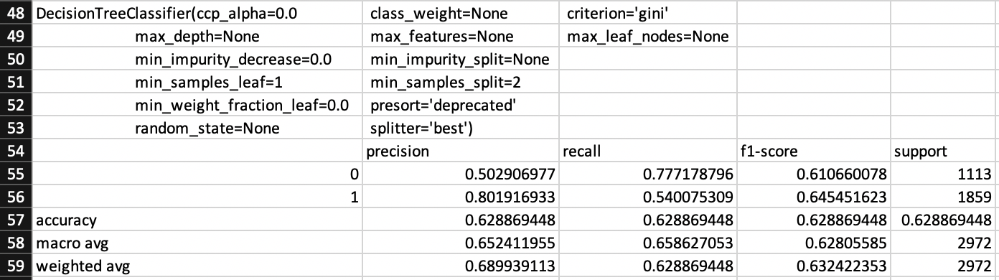 48 DecisionTreeClassifier(ccp_alpha=0.0 class_weight=None criterion='gini'
49 max_depth=None max_features=None max_leaf_nodes=None
50 min_impurity_decrease=0.0 min_impurity_split=None
51 min_samples_leaf=1 min_samples_split=2
52 min_weight_fraction_leaf=0.0 presort='deprecated'
53 random_state=None splitter='best')
54 precision recall f1-score support
55 0 0.502906977 0.777178796 0.610660078 1113
56 1 0.801916933 0.540075309 0.645451623 1859
57 accuracy 0.628869448 0.628869448 0.628869448 0.628869448
58 macro avg 0.652411955 0.658627053 0.62805585 2972
59 weighted avg 0.689939113 0.628869448 0.632422353 2972